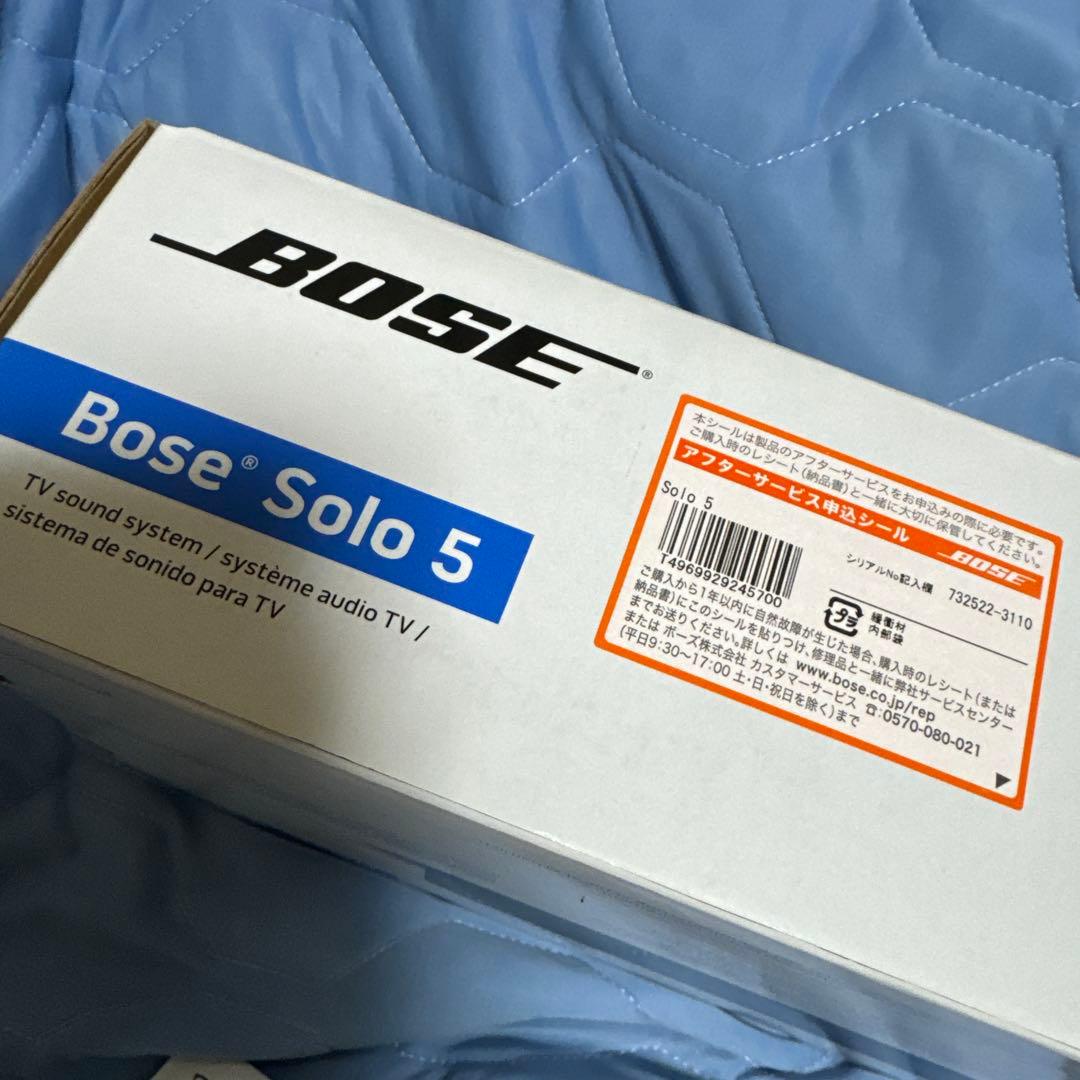 BOSE®
Bose® Solo 5
TV sound system / système audio TV /
sistema de sonido para TV
本シールは製品のアフターサービスをお申込みの際に必要です。
ご購入時のレシート(納品書)と一緒に大切に保管してください。
アフターサービス申込シール BOSE
Solo 5
シリアルNo記入欄 732522-3110
T4969929245700
プラ
緩衝材
内部袋
ご購入から1年以内に自然故障が生じた場合、購入時のレシート(または
納品書)にこのシールを貼りつけ、修理品と一緒に弊社サービスセンター
までお送りください。詳しくは www.bose.co.jp/rep
または ボーズ株式会社 カスタマーサービス ☎:0570-080-021
(平日9:30〜17:00 土・日・祝日を除く)まで